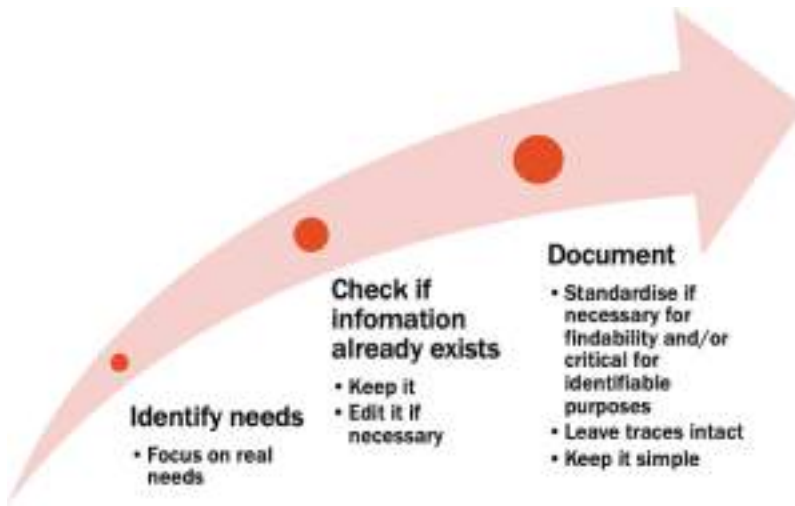 Identify needs
• Focus on real
needs
Check if
infomation
already exists
• Keep it
• Edit it if
necessary
Document
• Standardise if
necessary for
findability and/or
critical for
identifiable
purposes
• Leave traces intact
• Keep it simple